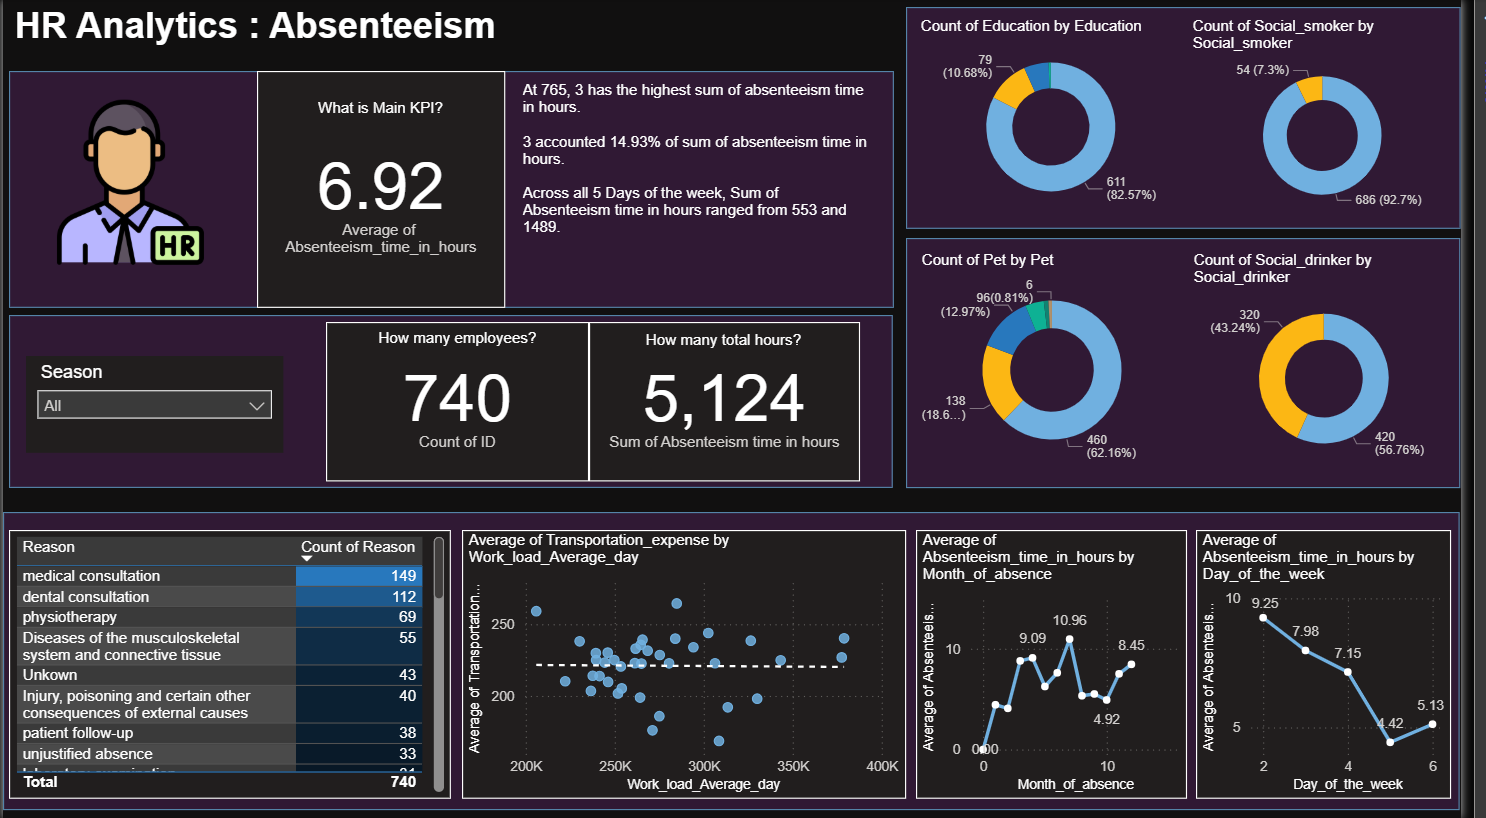 HR Analytics : Absenteeism
HR
What is Main KPI?
6.92
Average of
Absenteeism_time_in_hours
At 765, 3 has the highest sum of absenteeism time
in hours.
3 accounted 14.93% of sum of absenteeism time in
hours.
Across all 5 Days of the week, Sum of
Absenteeism time in hours ranged from 553 and
1489.
Count of Education by Education
79
(10.68%)
611
(82.57%)
Count of Social_smoker by
Social_smoker
54 (7.3%)
686 (92.7%)
Season
All
How many employees?
740
Count of ID
How many total hours?
5,124
Sum of Absenteeism time in hours
Count of Pet by Pet
6
96(0.81%)
(12.97%)
138
(18.6...)
460
(62.16%)
Count of Social_drinker by
Social_drinker
320
(43.24%)
420
(56.76%)
Reason Count of Reason
medical consultation 149
dental consultation 112
physiotherapy 69
Diseases of the musculoskeletal 55
system and connective tissue
Unkown 43
Injury, poisoning and certain other 40
consequences of external causes
patient follow-up 38
unjustified absence 33
Total 740
Average of Transportation_expense by
Work_load_Average_day
Average of Transportation...
250
200
200K 250K 300K 350K 400K
Work_load_Average_day
Average of
Absenteeism_time_in_hours by
Month_of_absence
Average of Absenteeis...
10
0
0.00
9.09
10.96
4.92
8.45
0 10
Month_of_absence
Average of
Absenteeism_time_in_hours by
Day_of_the_week
Average of Absenteeis...
10
5
9.25
7.98
7.15
4.42
5.13
2 4 6
Day_of_the_week